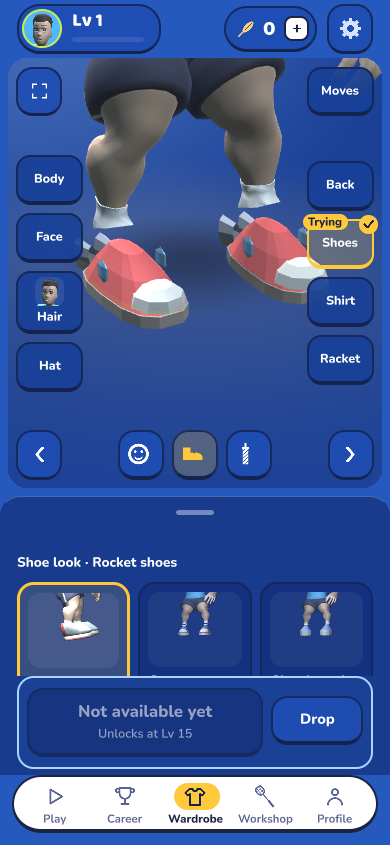 Lv 1
0
+
Moves
Body
Back
Face
Trying
Shoes
Hair
Shirt
Hat
Racket
Shoe look · Rocket shoes
Not available yet
Unlocks at Lv 15
Drop
Play
Career
Wardrobe
Workshop
Profile